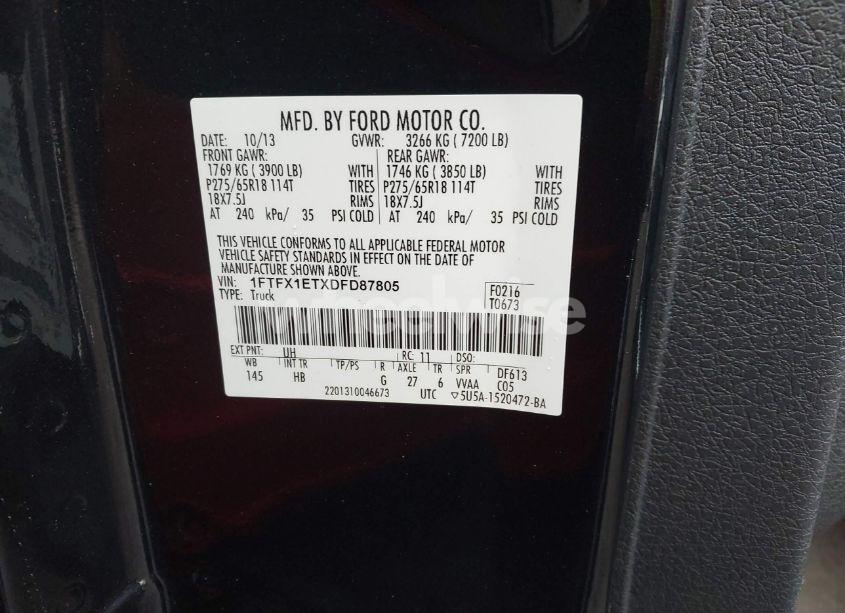 MFD. BY FORD MOTOR CO.
DATE: 10/13 GVWR: 3266 KG ( 7200 LB)
FRONT GAWR: REAR GAWR:
1769 KG ( 3900 LB) WITH 1746 KG ( 3850 LB) WITH
P275/65R18 114T TIRES P275/65R18 114T TIRES
18X7.5J RIMS 18X7.5J RIMS
AT 240 kPa/ 35 PSI COLD AT 240 kPa/ 35 PSI COLD
THIS VEHICLE CONFORMS TO ALL APPLICABLE FEDERAL MOTOR
VEHICLE SAFETY STANDARDS IN EFFECT ON THE DATE OF
MANUFACTURE SHOWN ABOVE.
VIN: 1FTFX1ETXDFD87805
TYPE: Truck
F0216
T0673
wheelwise
EXT PNT: UH RC: 11 DSO:
WB INT TR TP/PS R AXLE TR SPR DF613
145 HB G 27 6 VVAA C05
2201310046673 UTC ▽5U5A-1520472-BA